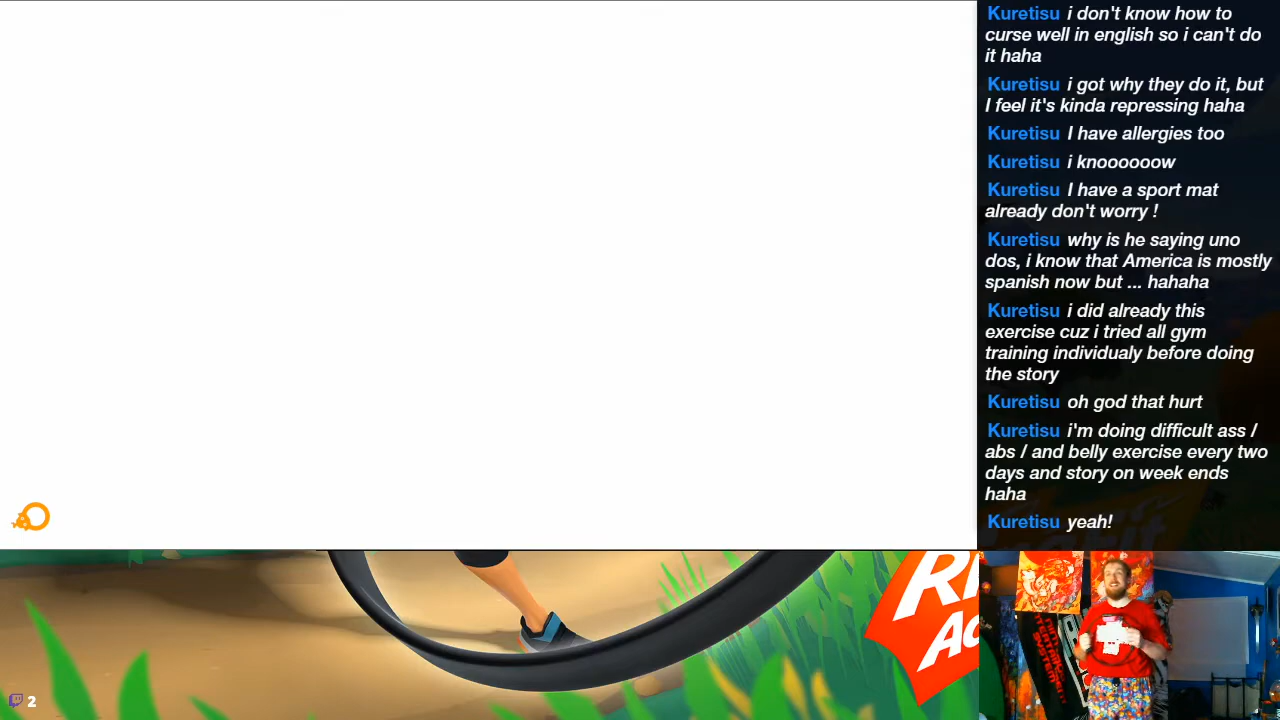 Kuretisu i don't know how to
curse well in english so i can't do
it haha
Kuretisu i got why they do it, but
I feel it's kinda repressing haha
Kuretisu I have allergies too
Kuretisu i knoooooow
Kuretisu I have a sport mat
already don't worry !
Kuretisu why is he saying uno
dos, i know that America is mostly
spanish now but ... hahaha
Kuretisu i did already this
exercise cuz i tried all gym
training individualy before doing
the story
Kuretisu oh god that hurt
Kuretisu i'm doing difficult ass /
abs / and belly exercise every two
days and story on week ends
haha
Kuretisu yeah!
2